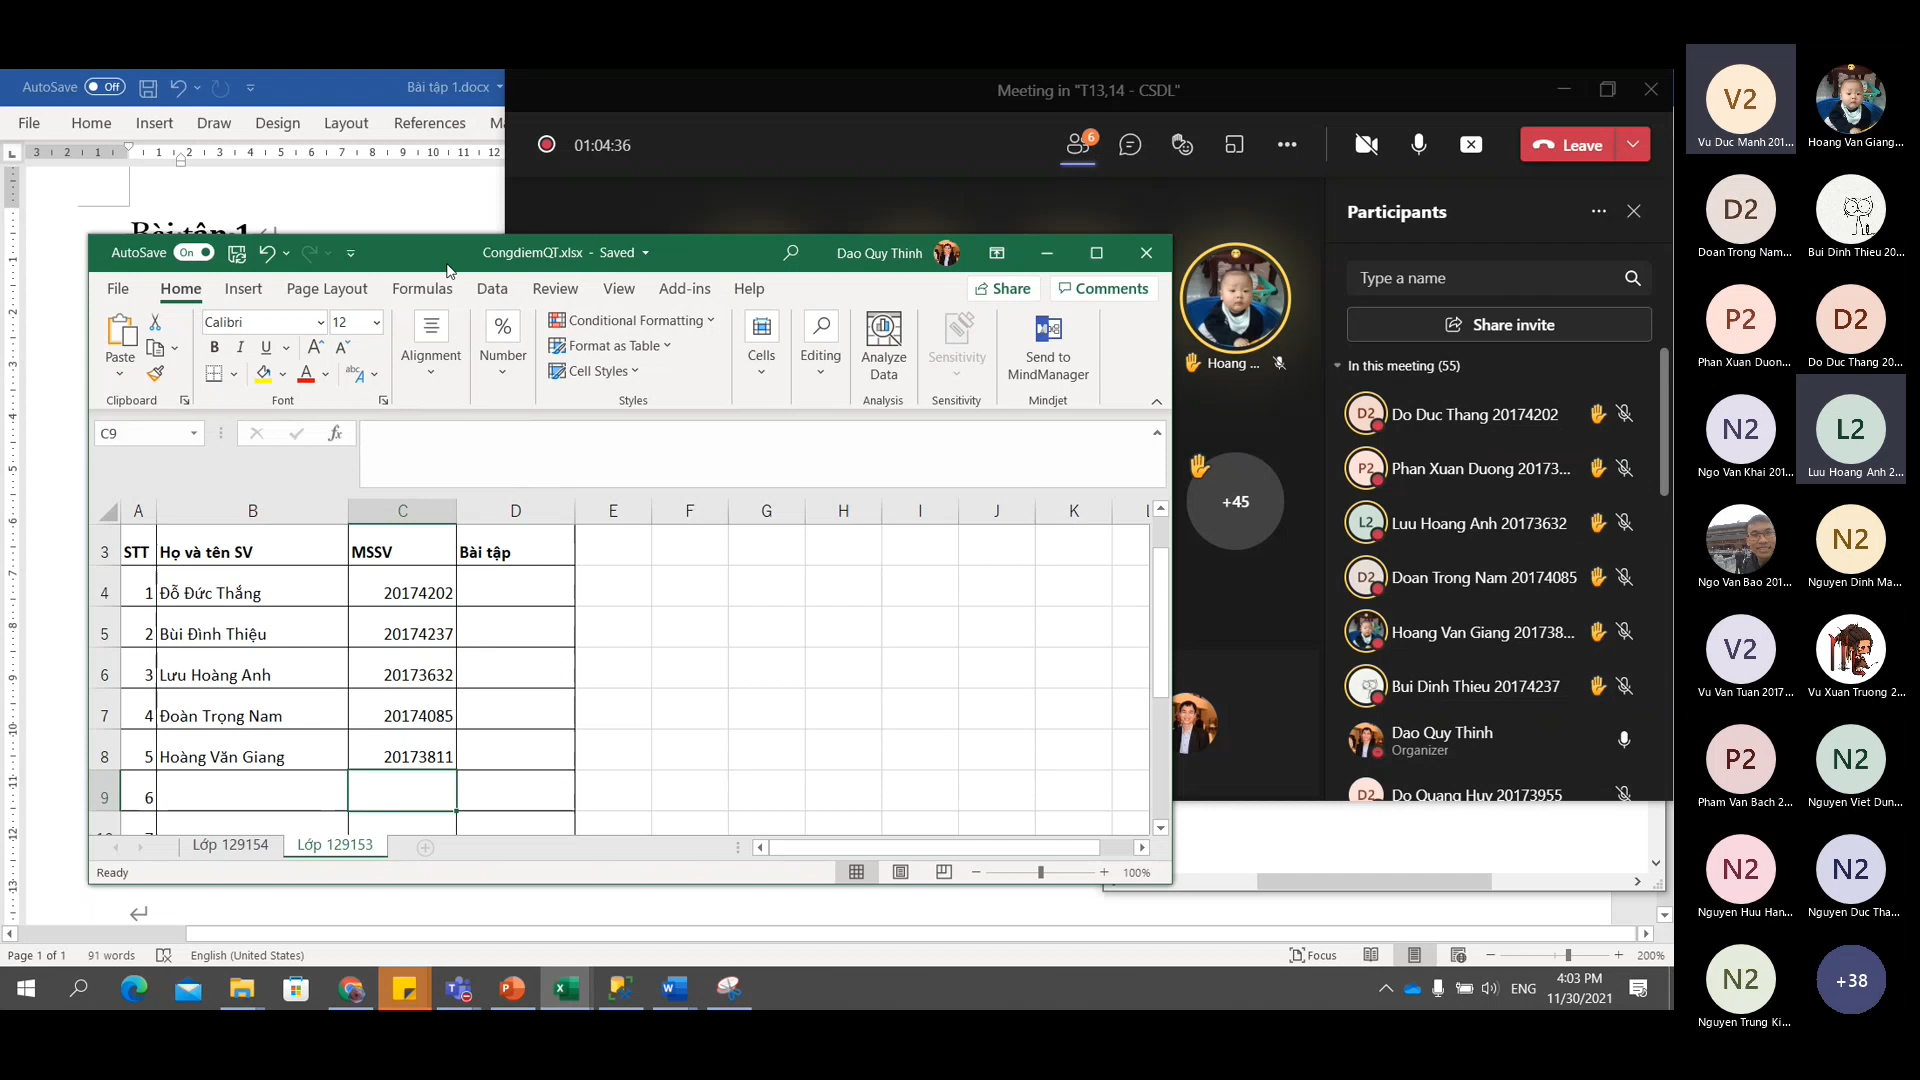 AutoSave Off
Bài tập 1.docx
File Home Insert Draw Design Layout References
Bài tập 1
Meeting in "T13,14 - CSDL"
01:04:36
6
Leave
Hoang ...
+45
Participants
Type a name
Share invite
In this meeting (55)
D2 Do Duc Thang 20174202
P2 Phan Xuan Duong 20173...
L2 Luu Hoang Anh 20173632
D2 Doan Trong Nam 20174085
Hoang Van Giang 201738...
Bui Dinh Thieu 20174237
Dao Quy Thinh
Organizer
D2 Do Quang Huy 20173955
AutoSave On
CongdiemQT.xlsx - Saved
Dao Quy Thinh
File Home Insert Page Layout Formulas Data Review View Add-ins Help
Share Comments
Paste
Clipboard
Calibri 12
B I U A A
A abc A
Font
Alignment
%
Number
Conditional Formatting
Format as Table
Cell Styles
Styles
Cells
Editing
Analyze Data
Analysis
Sensitivity
Sensitivity
Send to MindManager
Mindjet
C9
fx
A B C D E F G H I J K L
3 STT Họ và tên SV MSSV Bài tập
4 1 Đỗ Đức Thắng 20174202
5 2 Bùi Đình Thiệu 20174237
6 3 Lưu Hoàng Anh 20173632
7 4 Đoàn Trọng Nam 20174085
8 5 Hoàng Văn Giang 20173811
9 6
Lớp 129154 Lớp 129153
Ready
100%
Page 1 of 1 91 words English (United States)
Focus
200%
ENG
4:03 PM
11/30/2021
V2
Vu Duc Manh 201...
Hoang Van Giang...
D2
Doan Trong Nam...
Bui Dinh Thieu 20...
P2
Phan Xuan Duon...
D2
Do Duc Thang 20...
N2
Ngo Van Khai 201...
L2
Luu Hoang Anh 2...
Ngo Van Bao 201...
N2
Nguyen Dinh Ma...
V2
Vu Van Tuan 2017...
Vu Xuan Truong 2...
P2
Pham Van Bach 2...
N2
Nguyen Viet Dun...
N2
Nguyen Huu Han...
N2
Nguyen Duc Tha...
N2
Nguyen Trung Ki...
+38